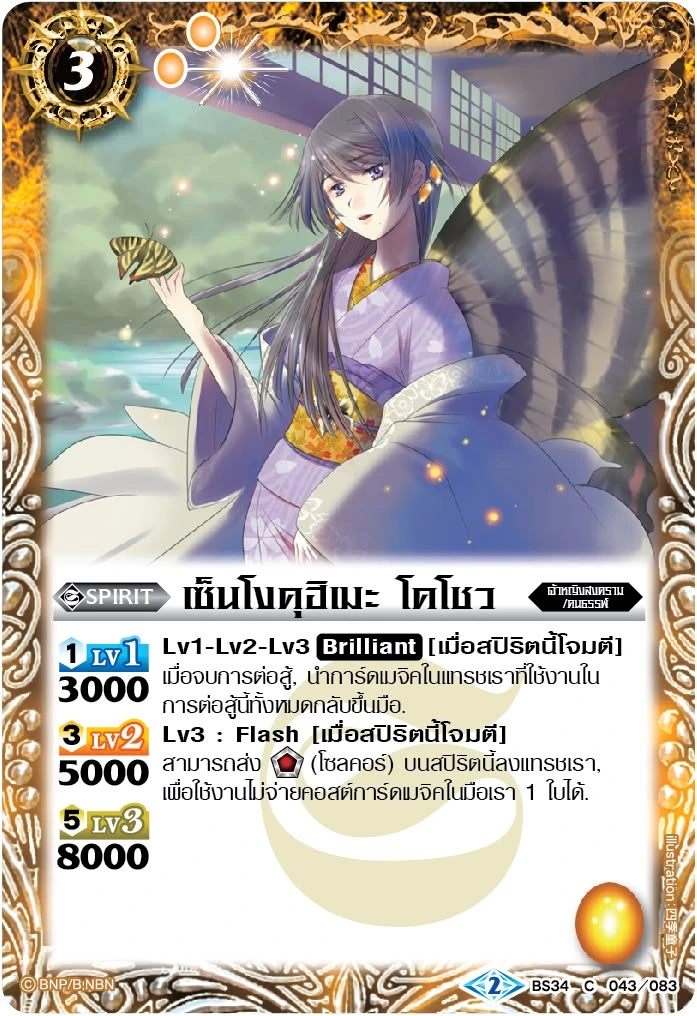 3
SPIRIT
เซ็นโงคุฮิเมะ โคโชว
เจ้าหญิงสงคราม
/คนธรรพ์
1 LV1
3000
3 LV2
5000
5 LV3
8000
Lv1-Lv2-Lv3 Brilliant [เมื่อสปิริตนี้โจมตี]
เมื่อจบการต่อสู้, นำการ์ดเมจิคในแทรชเราที่ใช้งานใน
การต่อสู้นี้ทั้งหมดกลับขึ้นมือ.
Lv3 : Flash [เมื่อสปิริตนี้โจมตี]
สามารถส่ง (โซลคอร์) บนสปิริตนี้ลงแทรชเรา,
เพื่อใช้งานไม่จ่ายคอสต์การ์ดเมจิคในมือเรา 1 ใบได้.
illustration:四季童子
©BNP/B,NBN
2
BS34 C 043/083